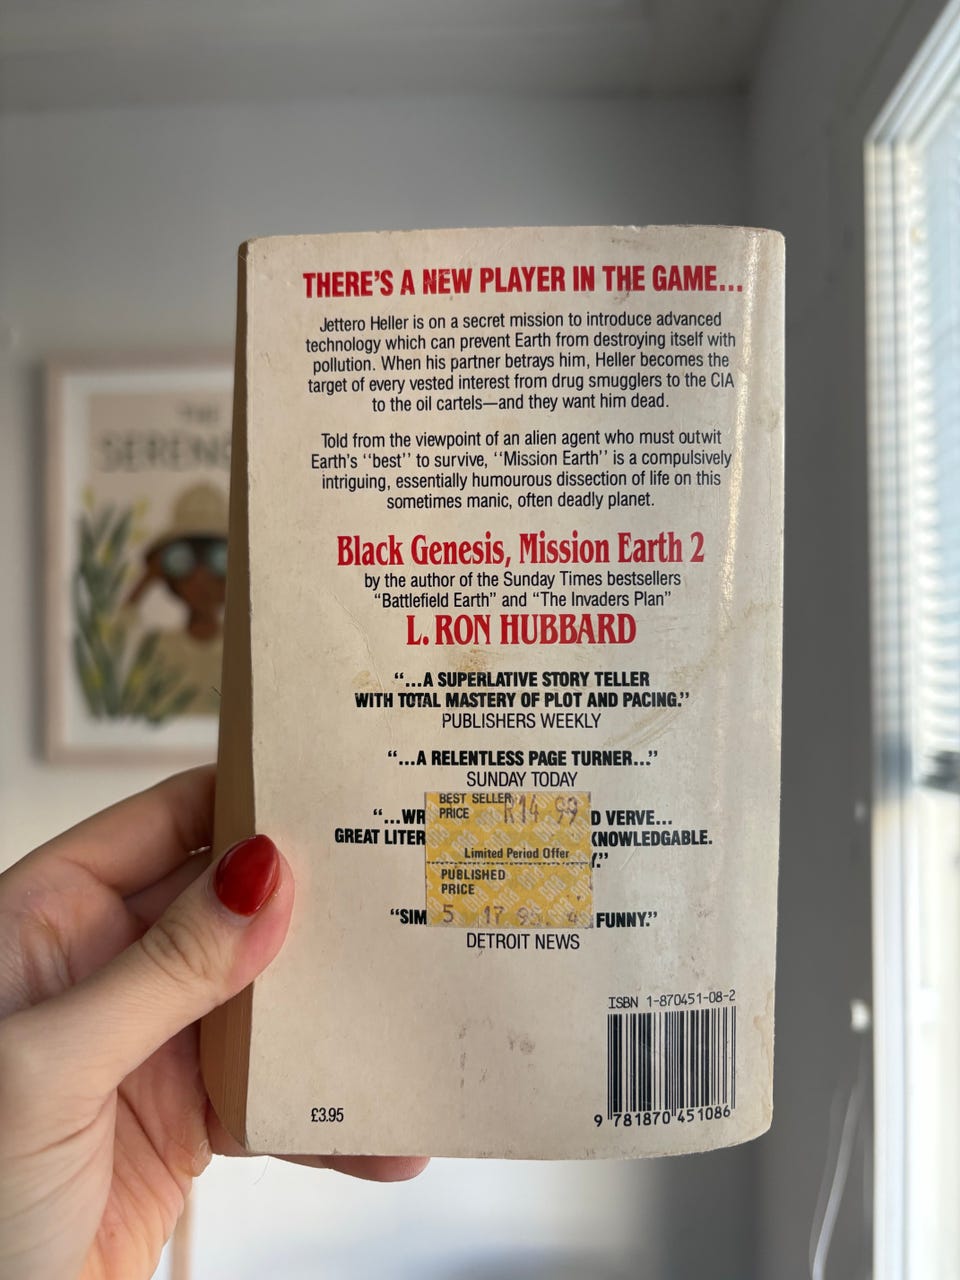 THE
THERE'S A NEW PLAYER IN THE GAME...
Jettero Heller is on a secret mission to introduce advanced
technology which can prevent Earth from destroying itself with
pollution. When his partner betrays him, Heller becomes the
target of every vested interest from drug smugglers to the CIA
to the oil cartels—and they want him dead.
Told from the viewpoint of an alien agent who must outwit
Earth's ''best'' to survive, ''Mission Earth'' is a compulsively
intriguing, essentially humourous dissection of life on this
sometimes manic, often deadly planet.
Black Genesis, Mission Earth 2
by the author of the Sunday Times bestsellers
"Battlefield Earth" and "The Invaders Plan"
L. RON HUBBARD
"...A SUPERLATIVE STORY TELLER
WITH TOTAL MASTERY OF PLOT AND PACING."
PUBLISHERS WEEKLY
"...A RELENTLESS PAGE TURNER..."
SUNDAY TODAY
"...WR D VERVE...
GREAT LITER KNOWLEDGABLE.
BEST SELLER
PRICE R14 99
Limited Period Offer
PUBLISHED
PRICE
"SIM FUNNY."
DETROIT NEWS
ISBN 1-870451-08-2
9 781870 451086
£3.95